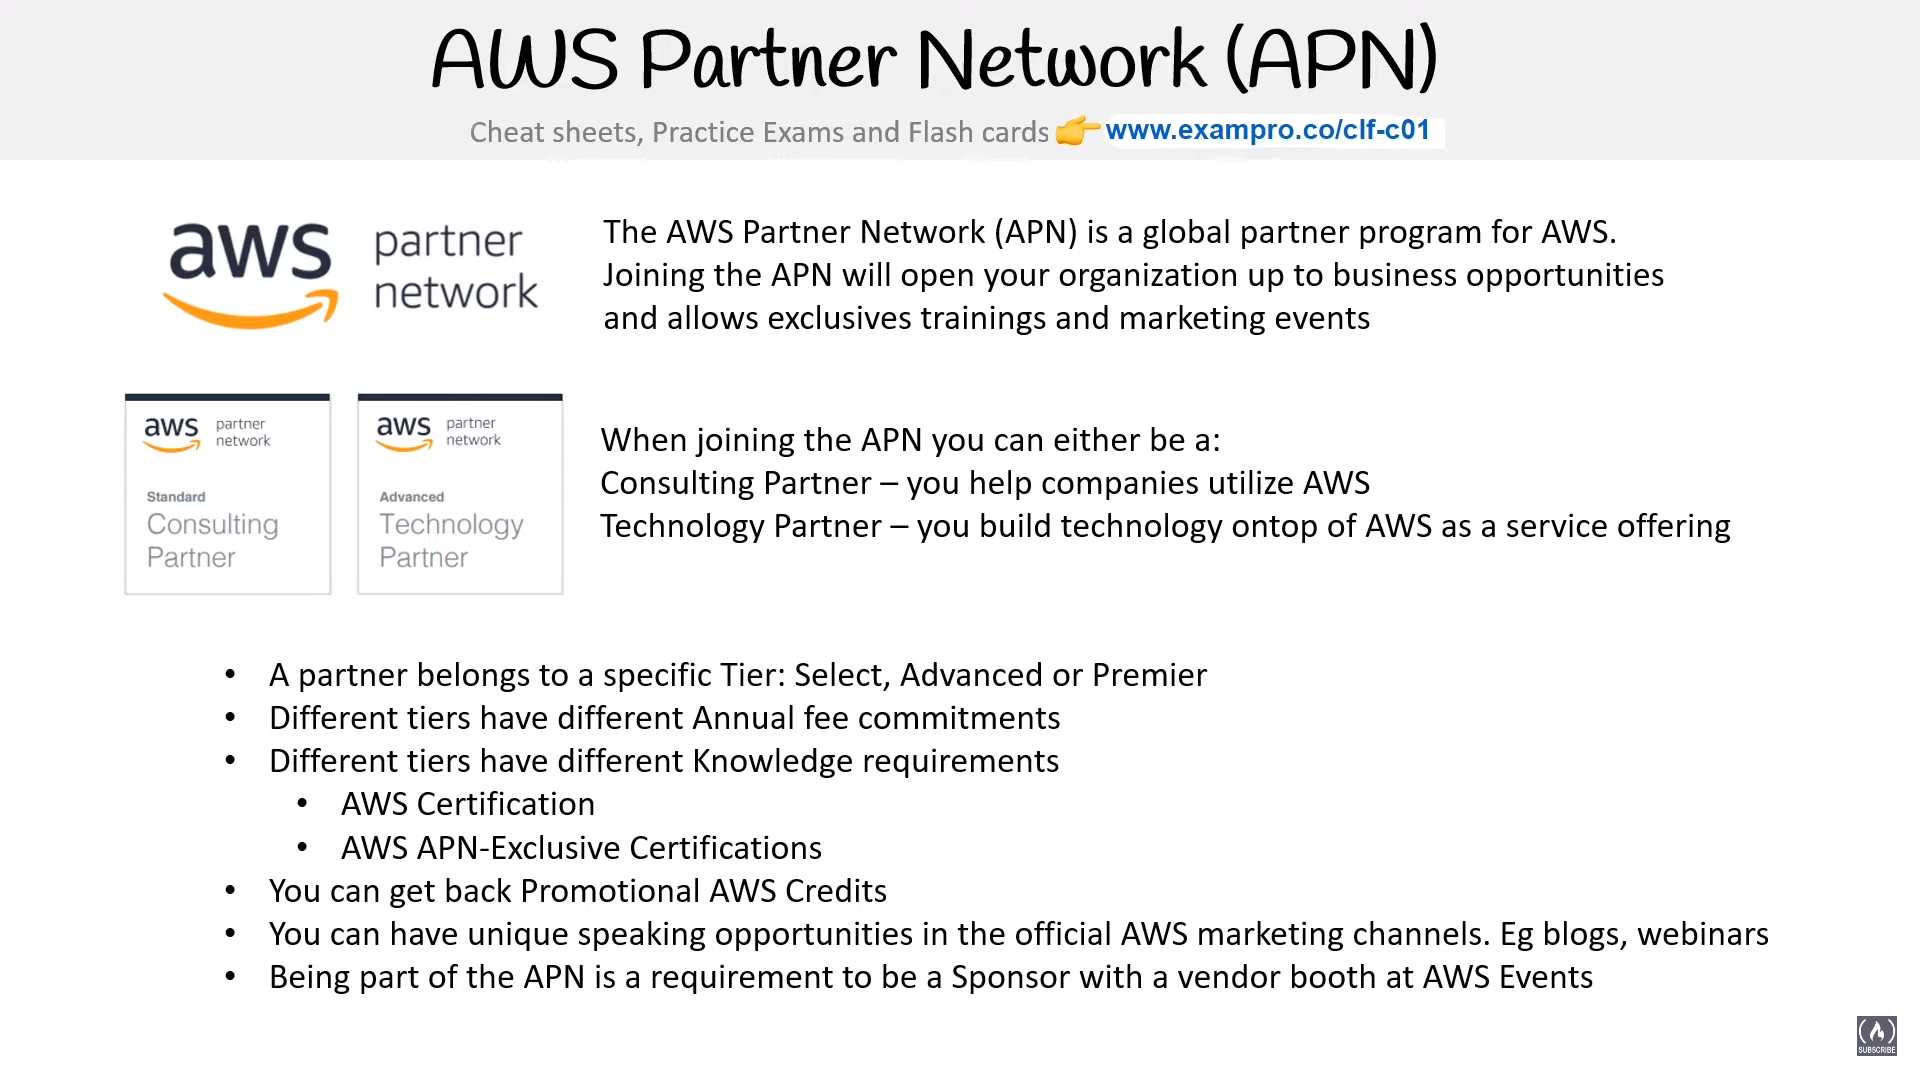 AWS Partner Network (APN)
Cheat sheets, Practice Exams and Flash cards 👉 www.exampro.co/clf-c01
aws partner network
The AWS Partner Network (APN) is a global partner program for AWS.
Joining the APN will open your organization up to business opportunities
and allows exclusives trainings and marketing events
aws partner network
Standard
Consulting
Partner
aws partner network
Advanced
Technology
Partner
When joining the APN you can either be a:
Consulting Partner – you help companies utilize AWS
Technology Partner – you build technology ontop of AWS as a service offering
• A partner belongs to a specific Tier: Select, Advanced or Premier
• Different tiers have different Annual fee commitments
• Different tiers have different Knowledge requirements
• AWS Certification
• AWS APN-Exclusive Certifications
• You can get back Promotional AWS Credits
• You can have unique speaking opportunities in the official AWS marketing channels. Eg blogs, webinars
• Being part of the APN is a requirement to be a Sponsor with a vendor booth at AWS Events
SUBSCRIBE